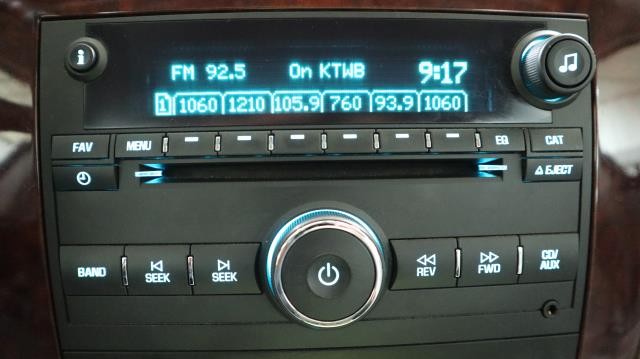 i FM 92.5 On KTWB 9:17
1 1060 1210 105.9 760 93.9 1060
FAV MENU EQ CAT
EJECT
BAND SEEK SEEK REV FWD CD/
AUX